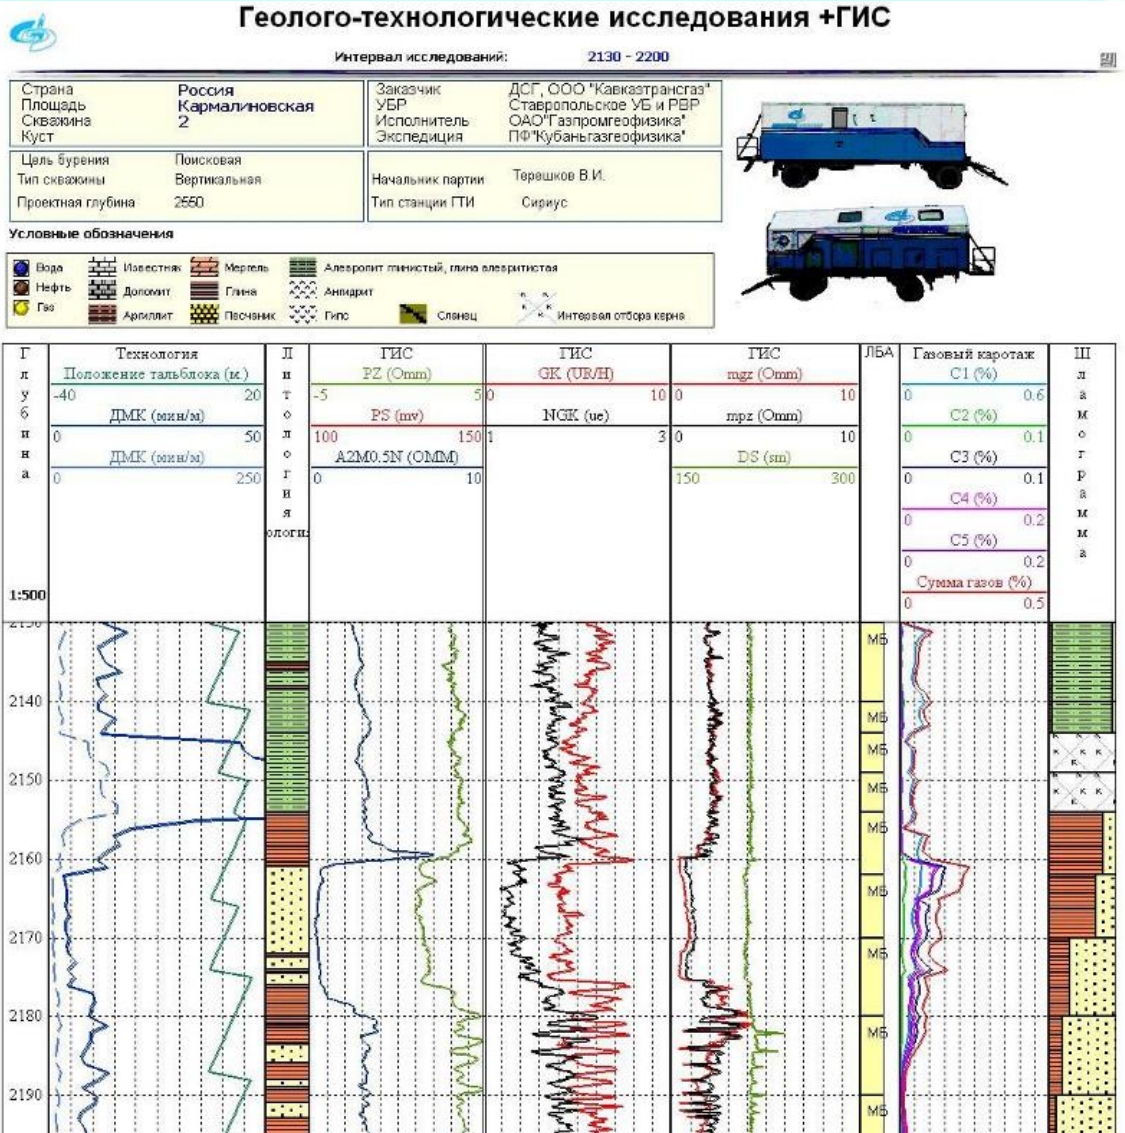 Геолого-технологические исследования +ГИС
Интервал исследований: 2130 - 2200
Страна Россия
Площадь Кармалиновская
Скважина 2
Куст
Заказчик ДСГ, ООО "Кавказтрансгаз"
УБР Ставропольское УБ и РВР
Исполнитель ОАО"Газпромгеофизика"
Экспедиция ПФ"Кубаньгазгеофизика"
Цель бурения Поисковая
Тип скважины Вертикальная
Проектная глубина 2550
Начальник партии Терешков В.И.
Тип станции ГТИ Сириус
Условные обозначения
Вода Известняк Мергель Алевролит глинистый, глина алевритистая
Нефть Доломит Глина Ангидрит
Газ Аргиллит Песчаник Гипс Сланец Интервал отбора керна
Глубина
1:500
Технология
Положение тальблока (м.)
-40 20
ДМК (мин/м)
0 50
ДМК (мин/м)
0 250
Литология
ологи
ГИС
PZ (Omm)
-5 5
PS (mv)
100 150
A2M0.5N (OMM)
0 10
ГИС
GK (UR/H)
0 10
NGK (ue)
1 3
ГИС
mgz (Omm)
0 10
mpz (Omm)
0 10
DS (sm)
150 300
ЛБА
Газовый каротаж
C1 (%)
0 0.6
C2 (%)
0 0.1
C3 (%)
0 0.1
C4 (%)
0 0.2
C5 (%)
0 0.2
Сумма газов (%)
0 0.5
Шламограмма
МБ
2140
МБ
МБ
к к к
2150
к к к
МБ
2160
МБ
2170
МБ
2180
МБ
2190
МБ